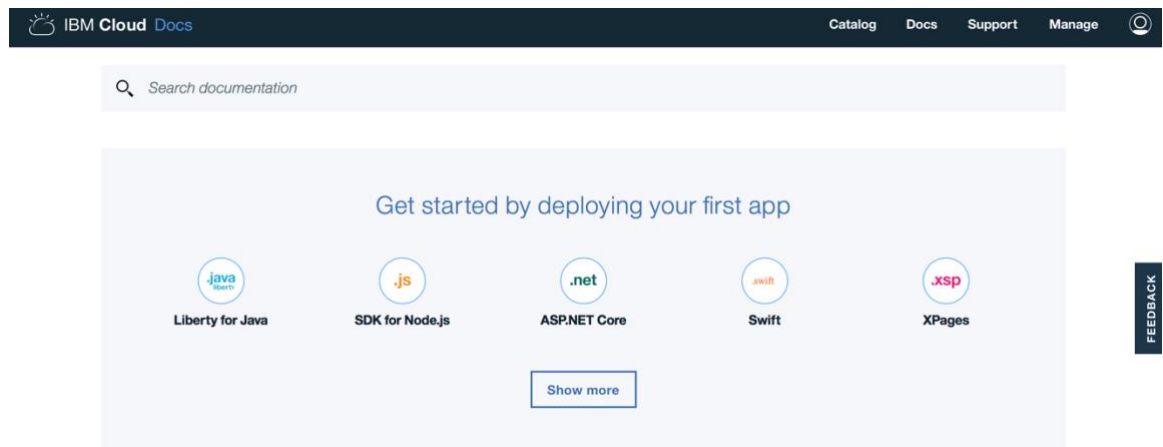 IBM Cloud Docs
Catalog Docs Support Manage
Search documentation
Get started by deploying your first app
.java
liberty
.js
.net
.swift
.xsp
Liberty for Java
SDK for Node.js
ASP.NET Core
Swift
XPages
FEEDBACK
Show more